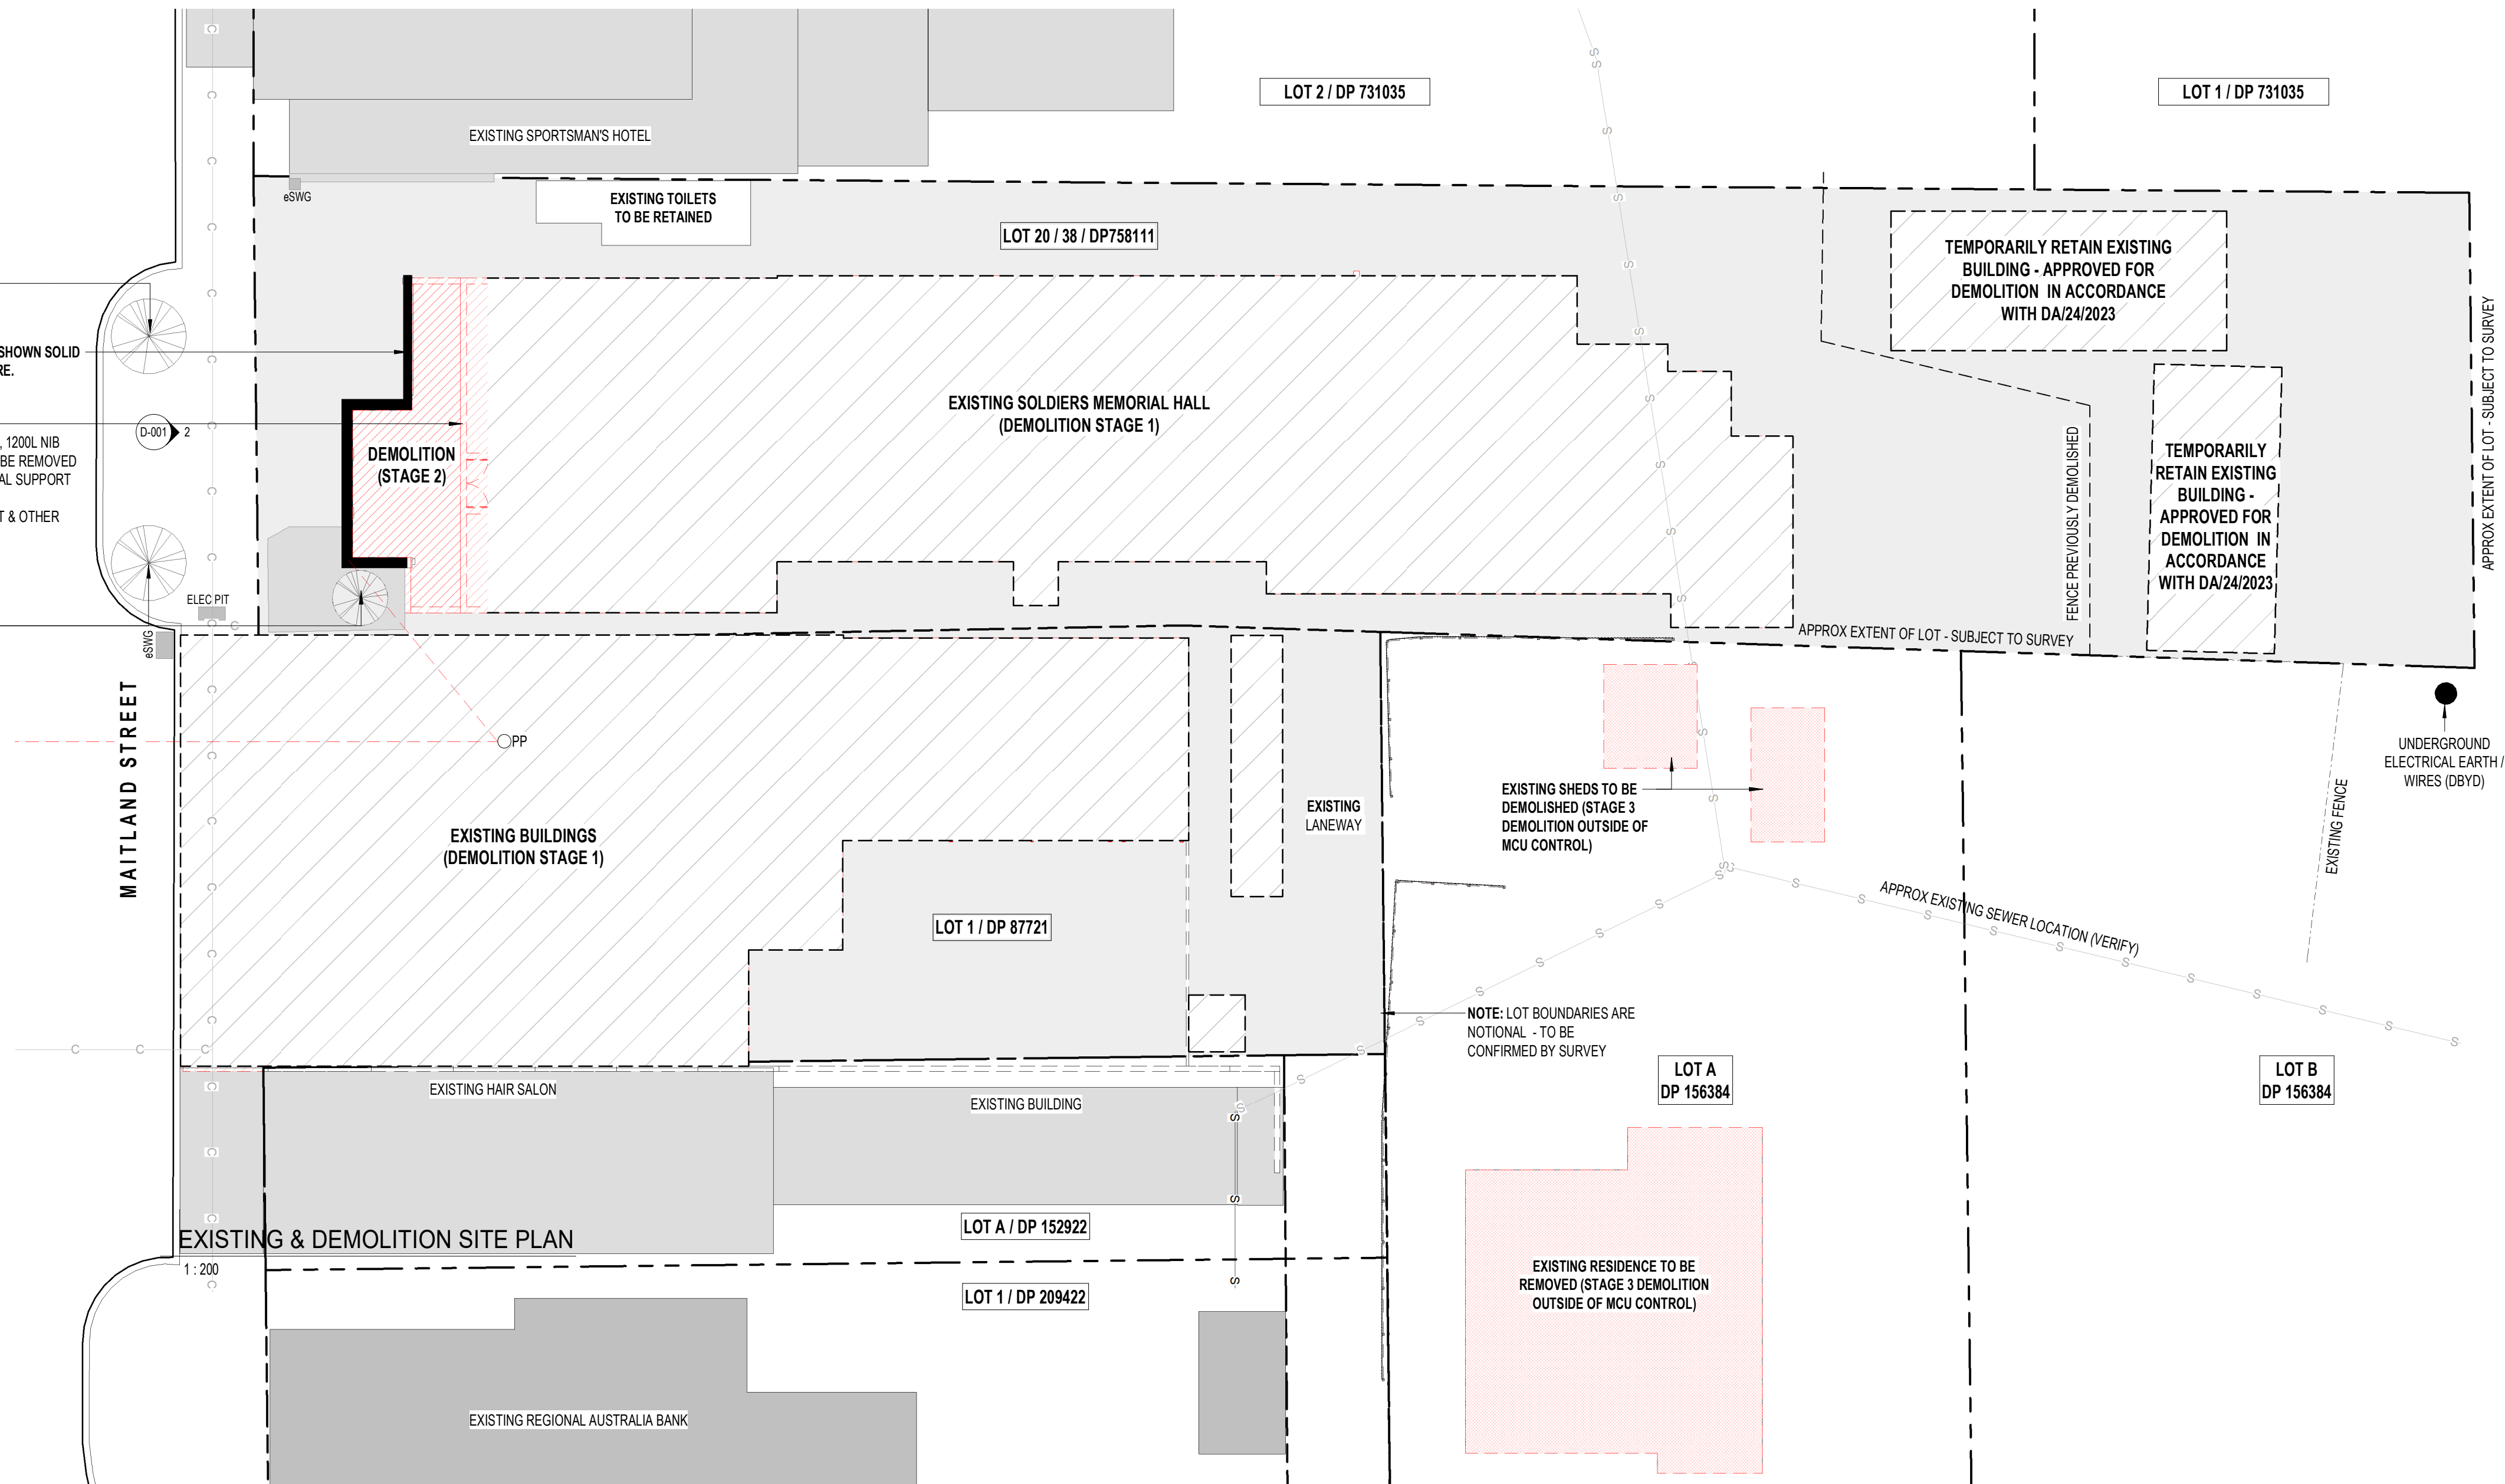 LOT 2 / DP 731035
LOT 1 / DP 731035
EXISTING SPORTSMAN'S HOTEL
eSWG
EXISTING TOILETS
TO BE RETAINED
LOT 20 / 38 / DP758111
TEMPORARILY RETAIN EXISTING
BUILDING - APPROVED FOR
DEMOLITION IN ACCORDANCE
WITH DA/24/2023
APPROX EXTENT OF LOT - SUBJECT TO SURVEY
SHOWN SOLID
RE.
EXISTING SOLDIERS MEMORIAL HALL
(DEMOLITION STAGE 1)
D-001
2
, 1200L NIB
BE REMOVED
AL SUPPORT
T & OTHER
DEMOLITION
(STAGE 2)
FENCE PREVIOUSLY DEMOLISHED
TEMPORARILY
RETAIN EXISTING
BUILDING -
APPROVED FOR
DEMOLITION IN
ACCORDANCE
WITH DA/24/2023
ELEC PIT
eSWG
APPROX EXTENT OF LOT - SUBJECT TO SURVEY
MAITLAND STREET
PP
UNDERGROUND
ELECTRICAL EARTH /
WIRES (DBYD)
EXISTING SHEDS TO BE
DEMOLISHED (STAGE 3
DEMOLITION OUTSIDE OF
MCU CONTROL)
EXISTING
LANEWAY
EXISTING FENCE
EXISTING BUILDINGS
(DEMOLITION STAGE 1)
LOT 1 / DP 87721
APPROX EXISTING SEWER LOCATION (VERIFY)
NOTE: LOT BOUNDARIES ARE
NOTIONAL - TO BE
CONFIRMED BY SURVEY
LOT A
DP 156384
LOT B
DP 156384
EXISTING HAIR SALON
EXISTING BUILDING
LOT A / DP 152922
EXISTING & DEMOLITION SITE PLAN
1 : 200
LOT 1 / DP 209422
EXISTING RESIDENCE TO BE
REMOVED (STAGE 3 DEMOLITION
OUTSIDE OF MCU CONTROL)
EXISTING REGIONAL AUSTRALIA BANK